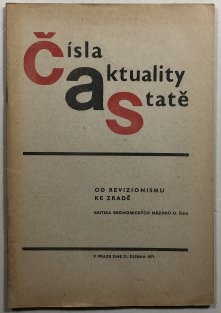 Čísla
aktuality
Statě
OD REVIZIONISMU
KE ZRADĚ
KRITIKA EKONOMICKÝCH NÁZORŮ O. ŠIKA
V PRAZE DNE 21. DUBNA 1971